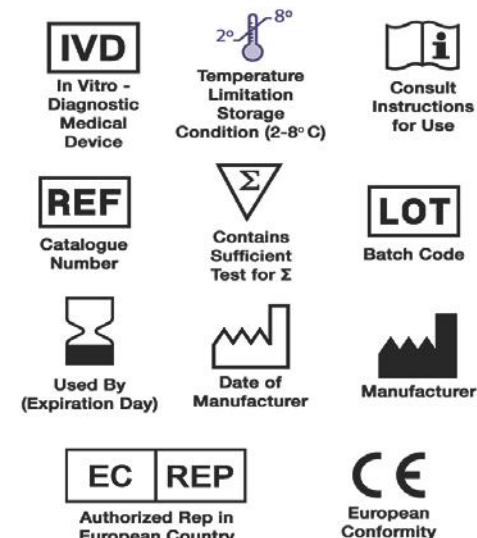 IVD
In Vitro -
Diagnostic
Medical
Device
2° 8°
Temperature
Limitation
Storage
Condition (2-8°C)
i
Consult
Instructions
for Use
REF
Catalogue
Number
Σ
Contains
Sufficient
Test for Σ
LOT
Batch Code
Used By
(Expiration Day)
Date of
Manufacturer
Manufacturer
EC REP
Authorized Rep in
European Country
CE
European
Conformity